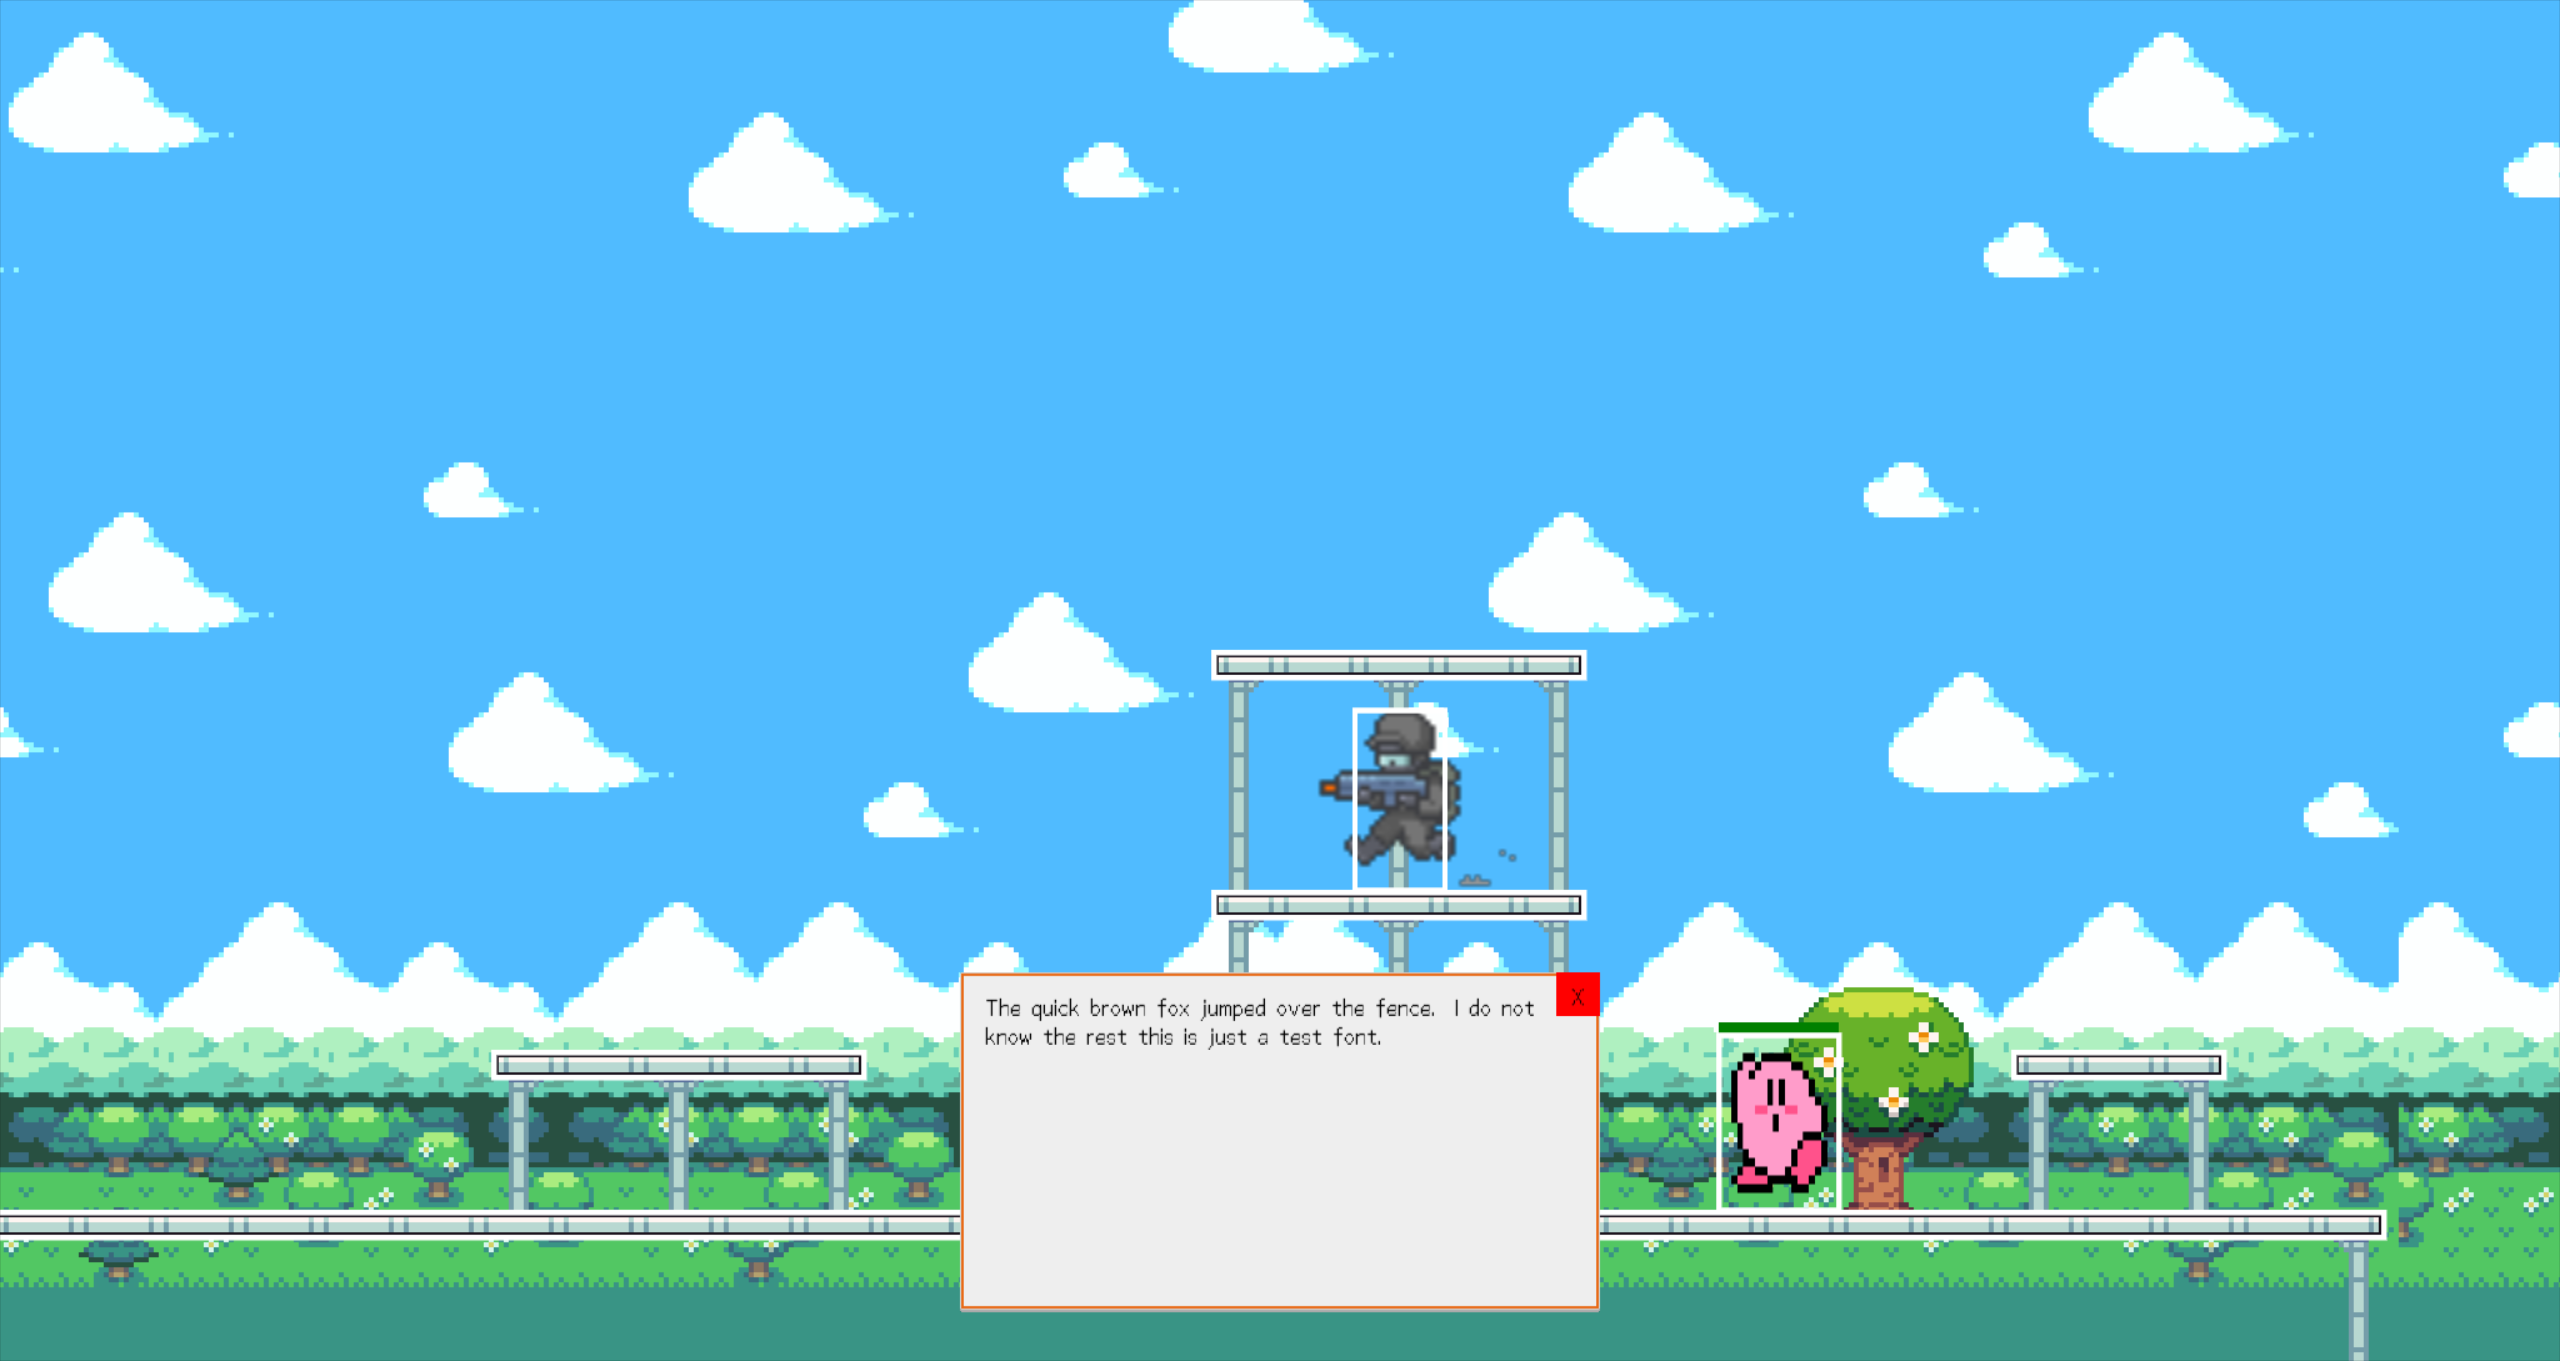 The quick brown fox jumped over the fence.  I do not
know the rest this is just a test font.
X